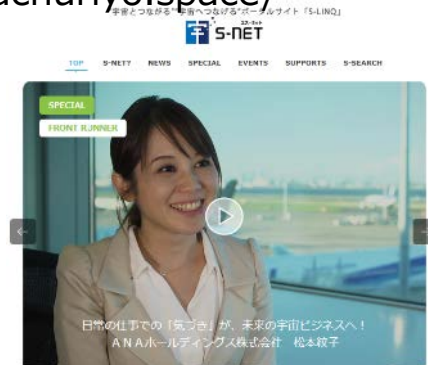 achunyo.space/
"宇宙とつながる""宇宙へつなげる"ポータルサイト「S-LINQ」
S-NET
TOP S-NET? NEWS SPECIAL EVENTS SUPPORTS S-SEARCH
SPECIAL
FRONT RUNNER
日常の仕事での「気づき」が、未来の宇宙ビジネスへ!
ANAホールディングス株式会社 松本紋子